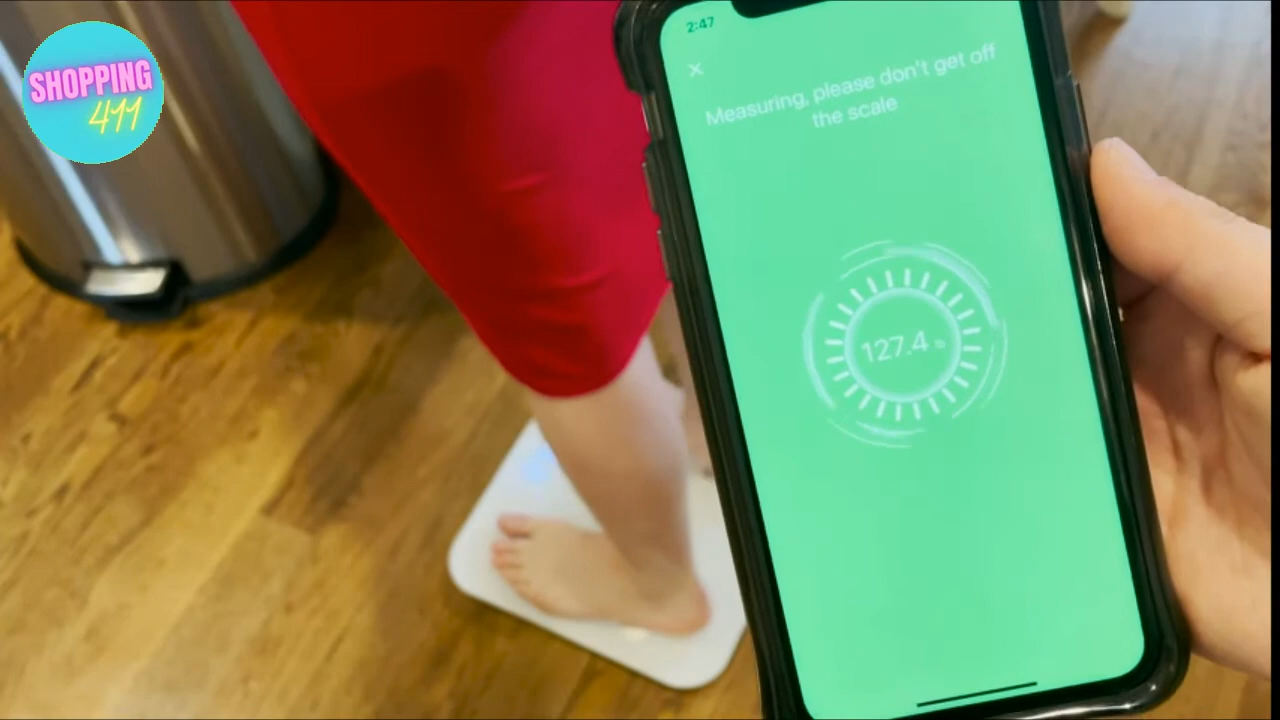 SHOPPING
411
2:47
Measuring, please don't get off
the scale
127.4